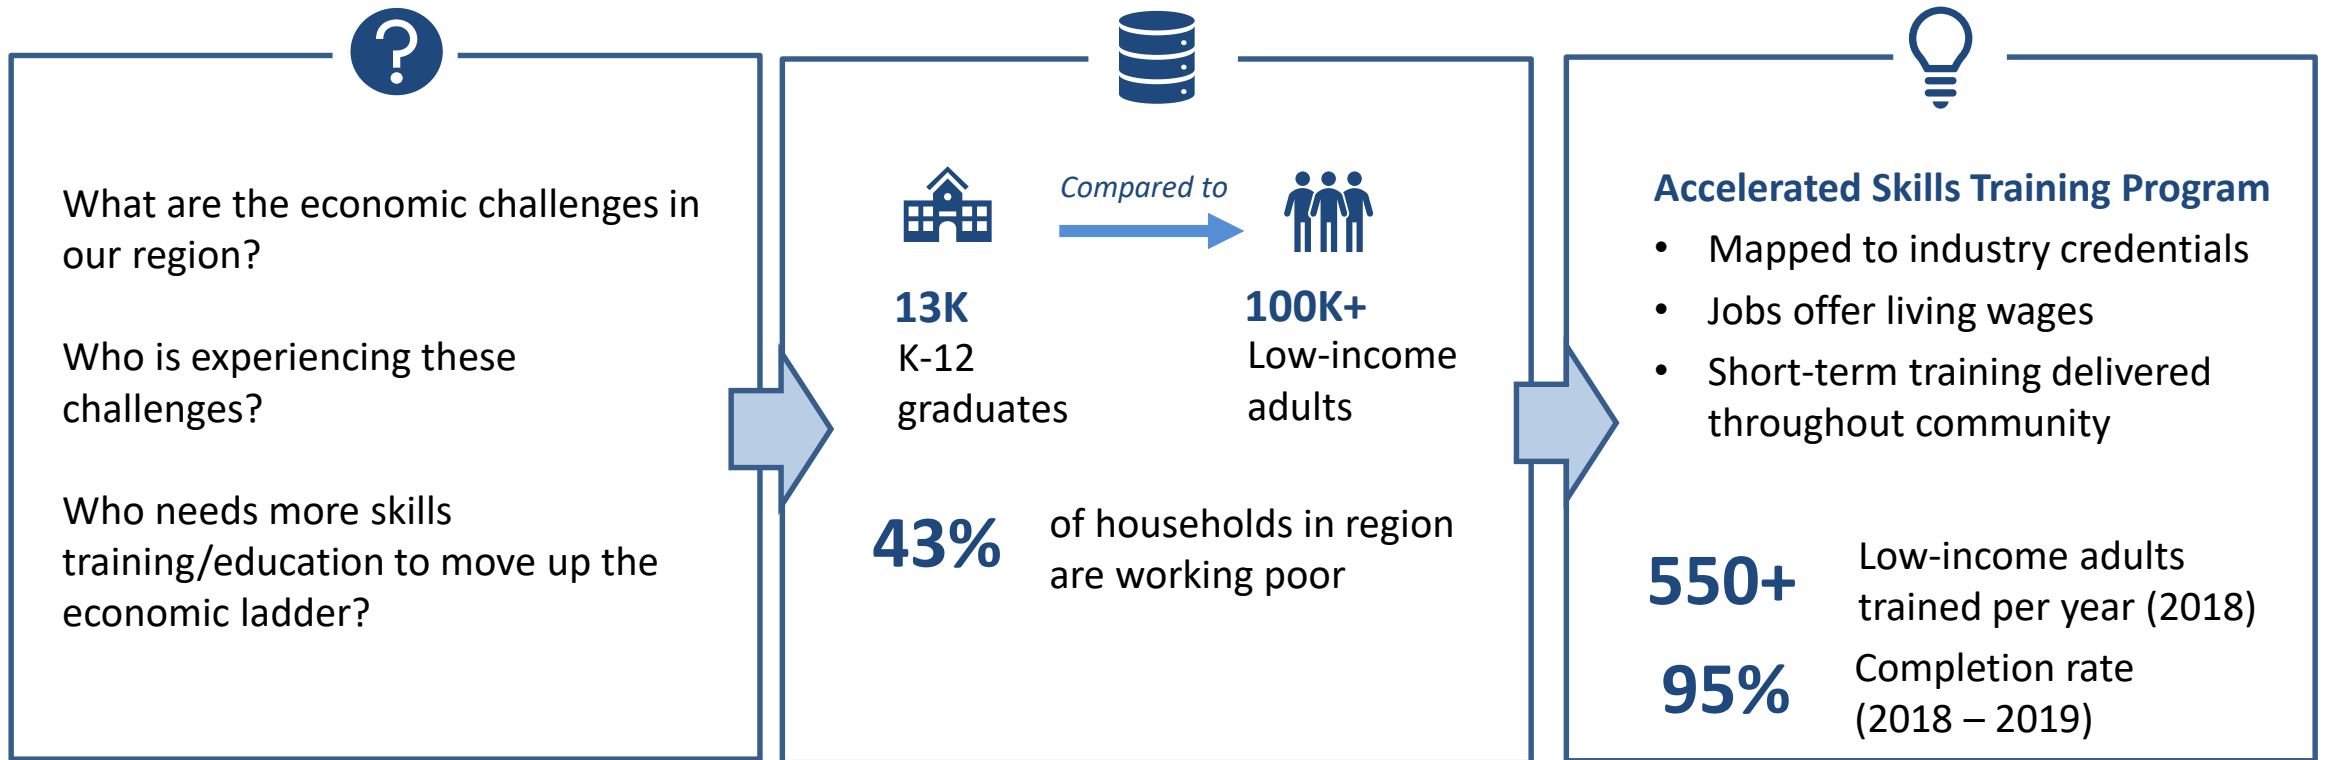 ?
What are the economic challenges in
our region?
Who is experiencing these
challenges?
Who needs more skills
training/education to move up the
economic ladder?
Compared to
13K
K-12
graduates
100K+
Low-income
adults
43%
of households in region
are working poor
Accelerated Skills Training Program
• Mapped to industry credentials
• Jobs offer living wages
• Short-term training delivered
throughout community
550+
Low-income adults
trained per year (2018)
95%
Completion rate
(2018 – 2019)